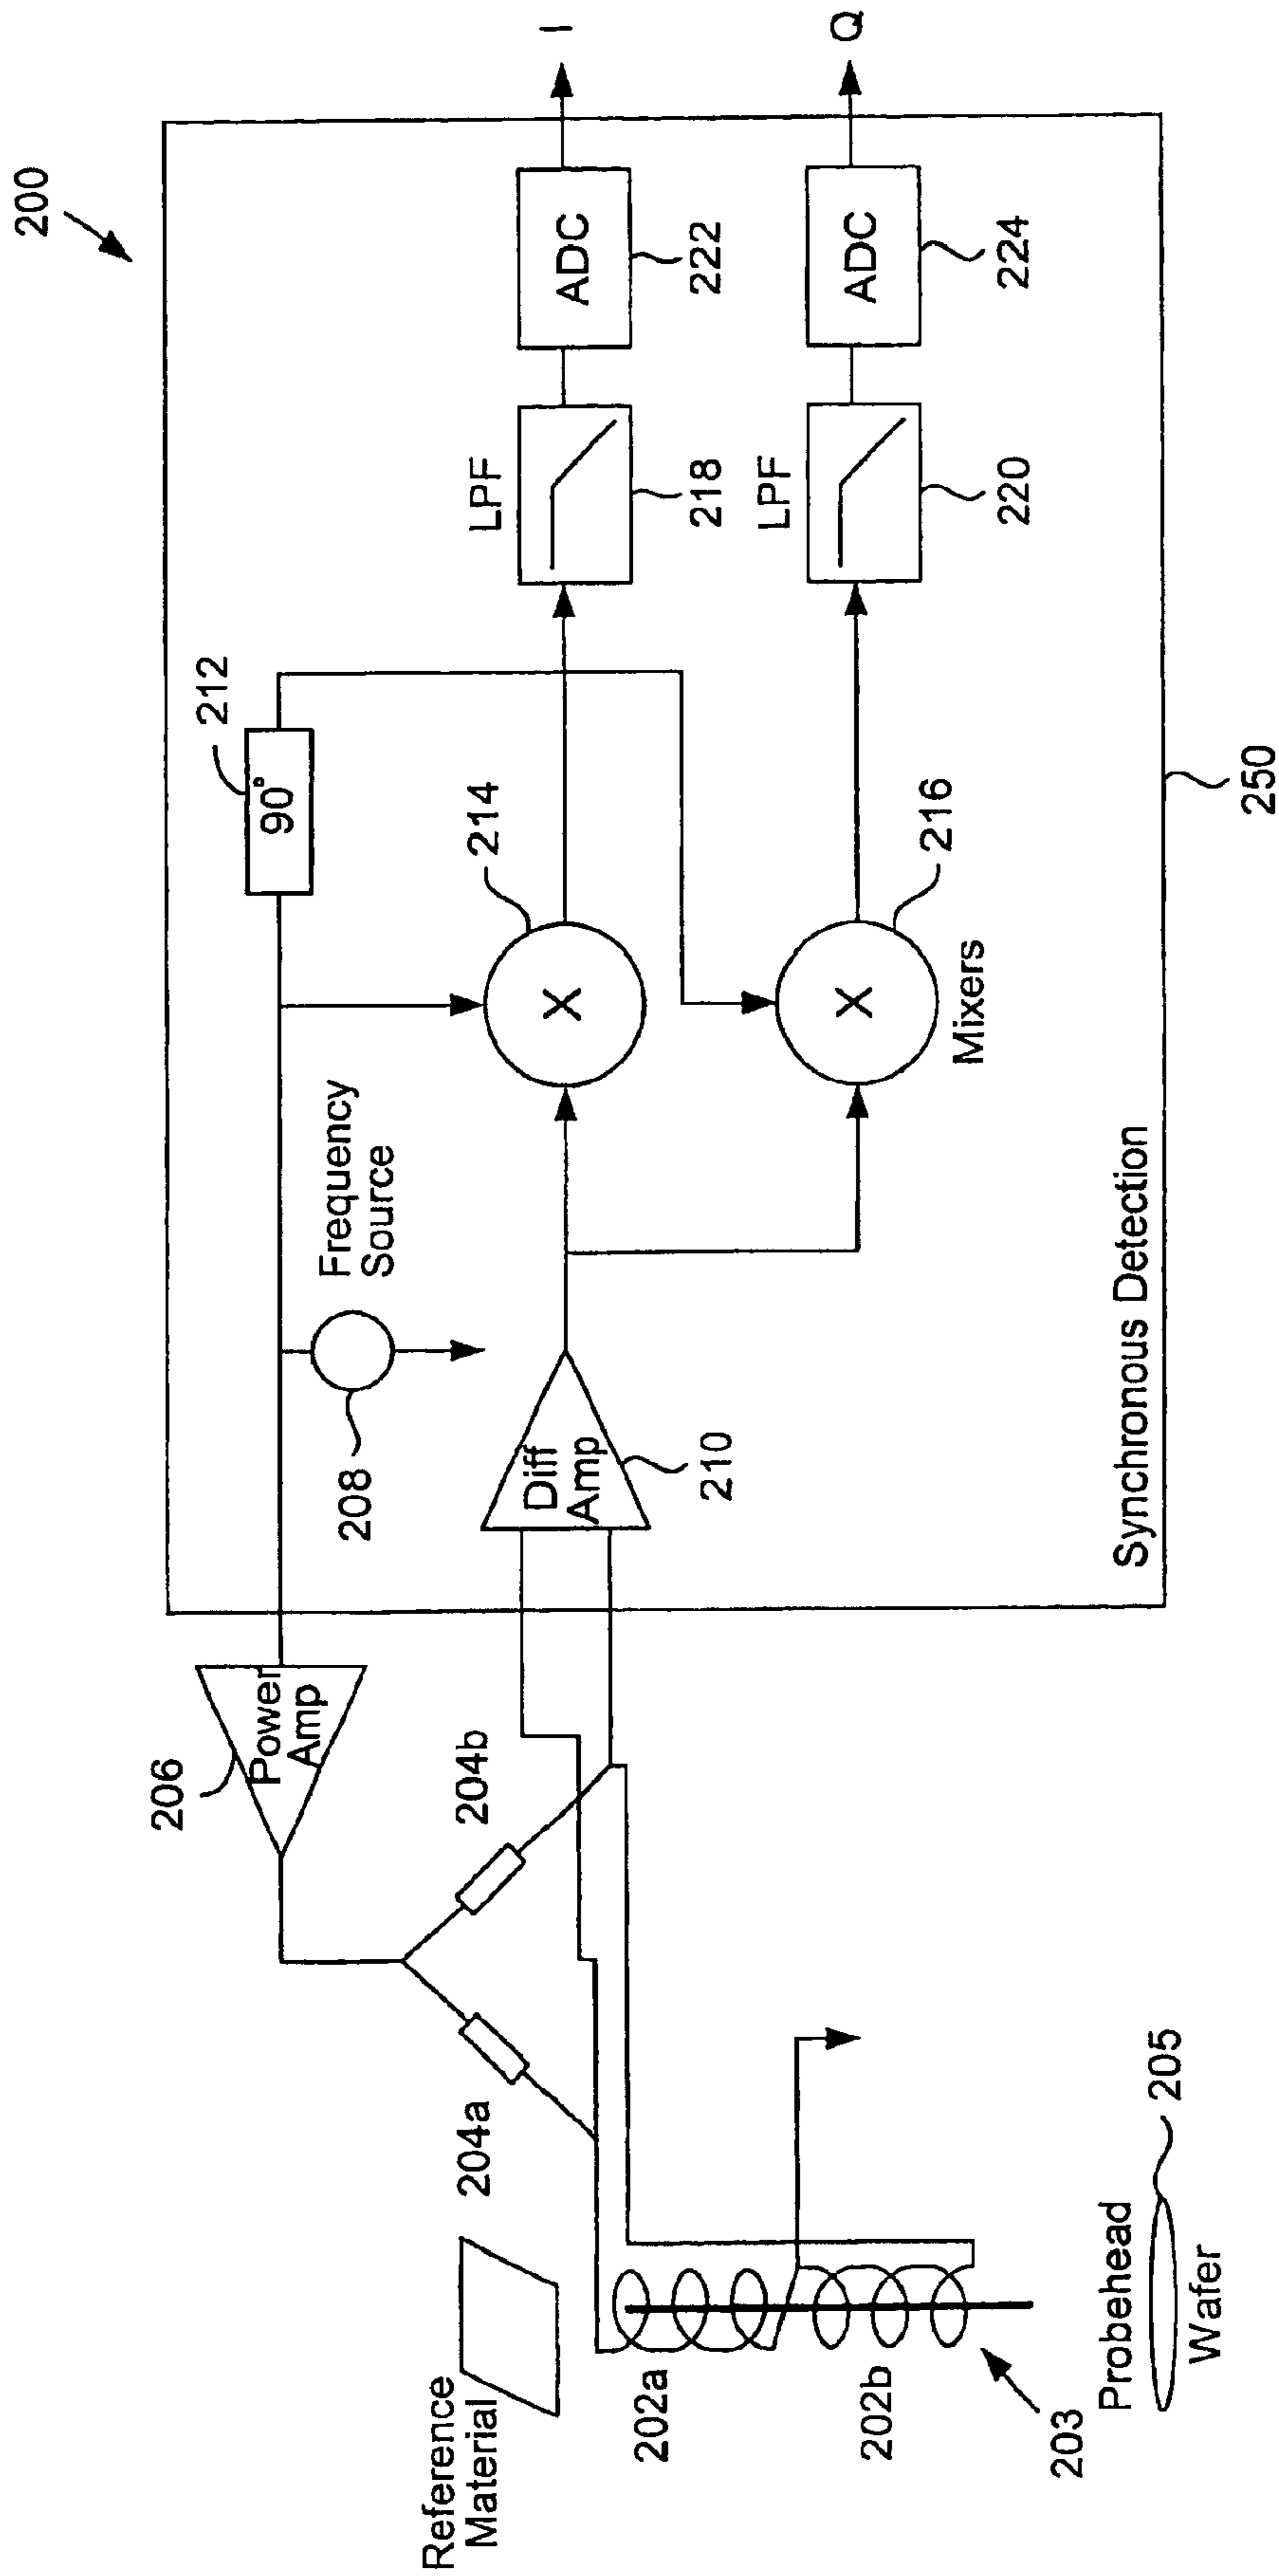 200
212
90°
214
LPF
218
ADC
222
I
Frequency
Source
208
Diff
Amp
210
X
X
216
Mixers
LPF
220
ADC
224
Q
Synchronous Detection
250
206
Power
Amp
204b
204a
Reference
Material
202a
202b
203
Probehead
205
Wafer